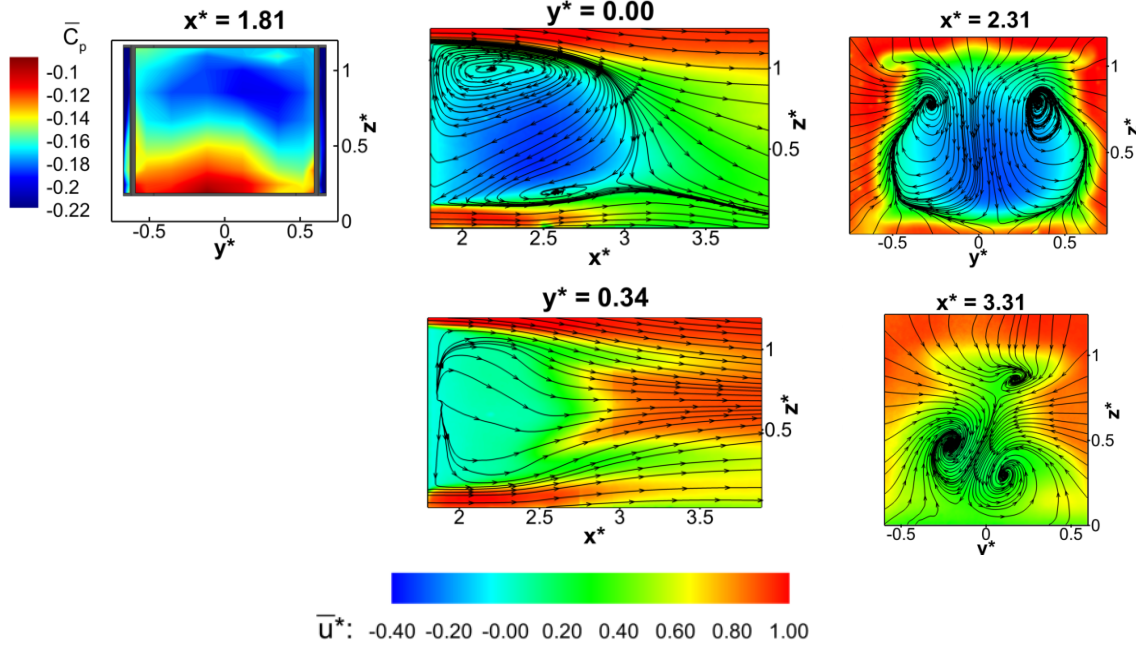 x* = 1.81
C̅p
-0.1
-0.12
-0.14
-0.16
-0.18
-0.2
-0.22
1
0.5
0
z*
-0.5 0 0.5
y*
y* = 0.00
1
0.5
z*
2 2.5 3 3.5
x*
x* = 2.31
1
0.5
z*
-0.5 0 0.5
y*
y* = 0.34
1
0.5
z*
2 2.5 3 3.5
x*
x* = 3.31
1
0.5
0
z*
-0.5 0 0.5
y*
u̅*: -0.40 -0.20 -0.00 0.20 0.40 0.60 0.80 1.00